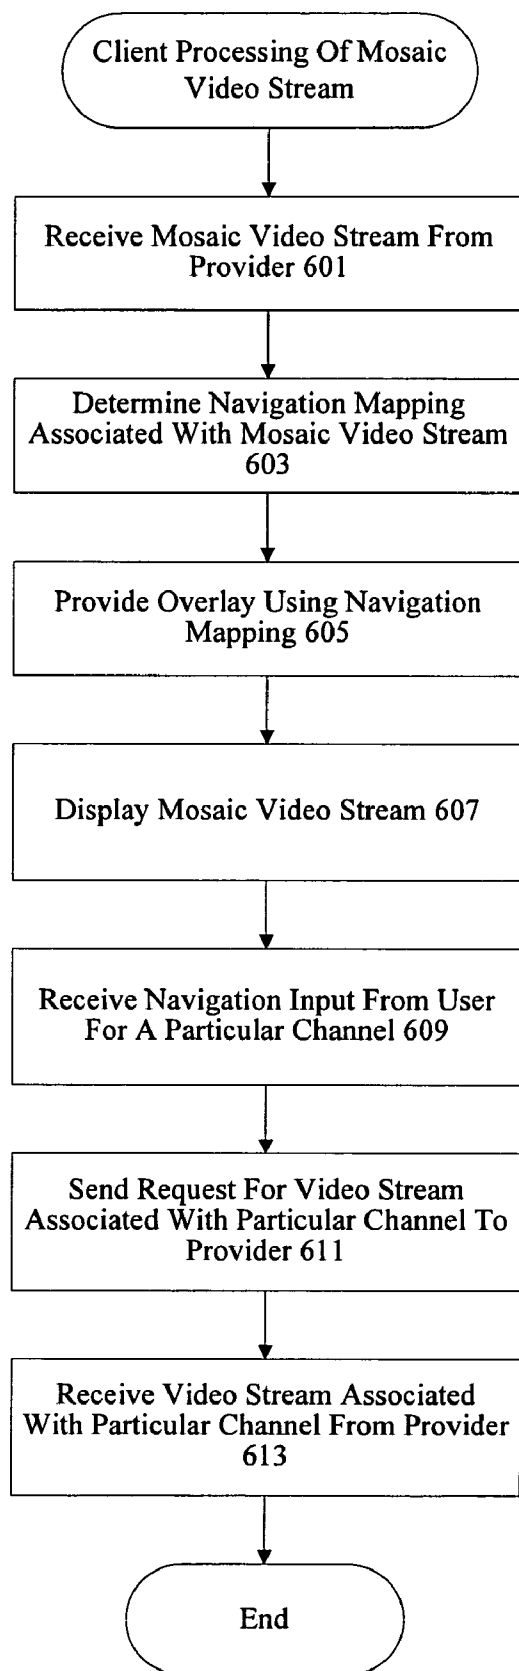 Client Processing Of Mosaic
Video Stream
Receive Mosaic Video Stream From
Provider 601
Determine Navigation Mapping
Associated With Mosaic Video Stream
603
Provide Overlay Using Navigation
Mapping 605
Display Mosaic Video Stream 607
Receive Navigation Input From User
For A Particular Channel 609
Send Request For Video Stream
Associated With Particular Channel To
Provider 611
Receive Video Stream Associated
With Particular Channel From Provider
613
End